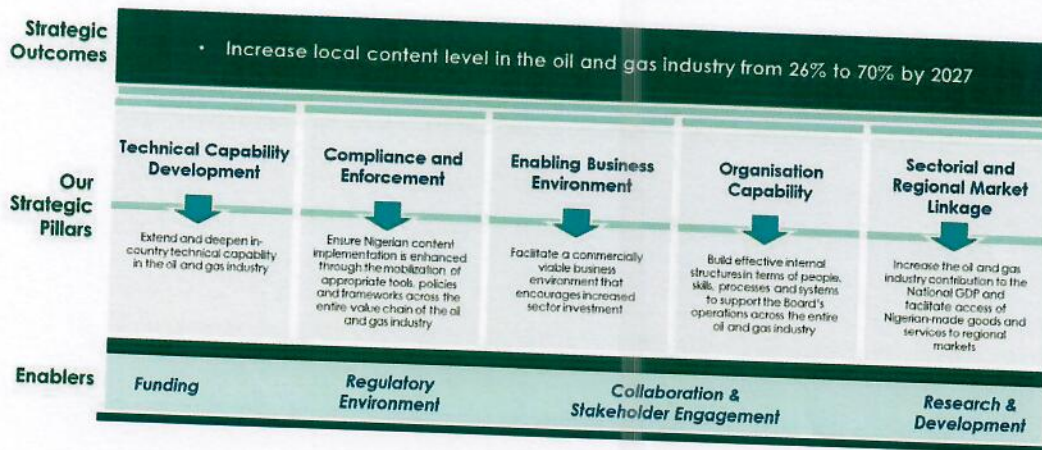 Strategic
Outcomes
• Increase local content level in the oil and gas industry from 26% to 70% by 2027
Our
Strategic
Pillars
Technical Capability
Development
Extend and deepen in-
country technical capability
in the oil and gas industry
Compliance and
Enforcement
Ensure Nigerian content
implementation is enhanced
through the mobilization of
appropriate tools, policies
and frameworks across the
entire value chain of the oil
and gas industry
Enabling Business
Environment
Facilitate a commercially
viable business
environment that
encourages increased
sector investment
Organisation
Capability
Build effective internal
structures in terms of people,
skills, processes and systems
to support the Board's
operations across the entire
oil and gas industry
Sectorial and
Regional Market
Linkage
Increase the oil and gas
industry contribution to the
National GDP and
facilitate access of
Nigerian-made goods and
services to regional
markets
Enablers
Funding
Regulatory
Environment
Collaboration &
Stakeholder Engagement
Research &
Development